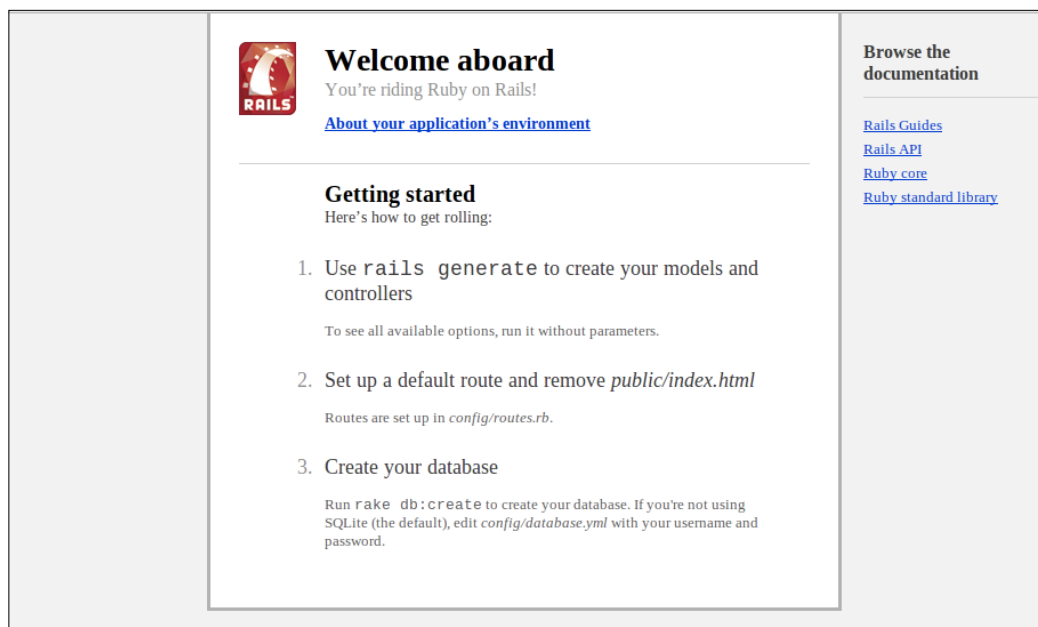 RAILS
Welcome aboard
You're riding Ruby on Rails!
About your application's environment
Getting started
Here's how to get rolling:
1. Use rails generate to create your models and
controllers
To see all available options, run it without parameters.
2. Set up a default route and remove public/index.html
Routes are set up in config/routes.rb.
3. Create your database
Run rake db:create to create your database. If you're not using
SQLite (the default), edit config/database.yml with your username and
password.
Browse the
documentation
Rails Guides
Rails API
Ruby core
Ruby standard library